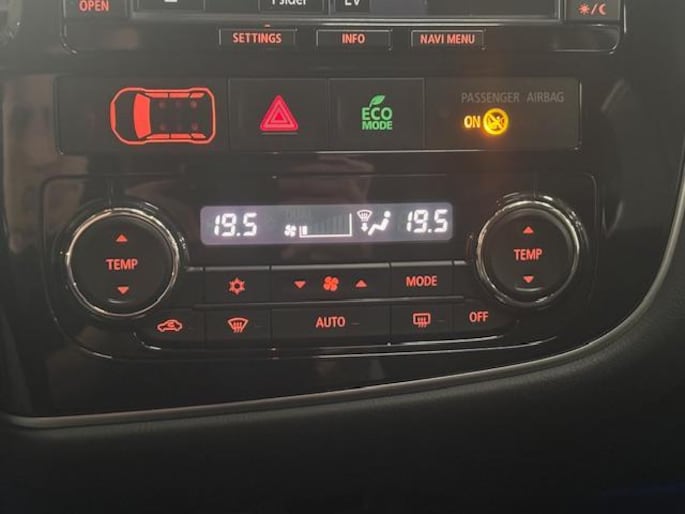 OPEN
EV
SETTINGS
INFO
NAVI MENU
ECO
MODE
PASSENGER AIRBAG
ON
19.5
19.5
TEMP
TEMP
MODE
AUTO
OFF